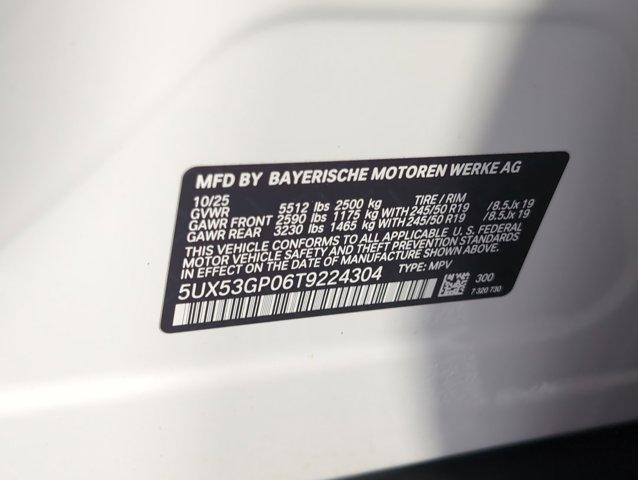 MFD BY BAYERISCHE MOTOREN WERKE AG
10/25 TIRE / RIM
GVWR 5512 lbs 2500 kg
GAWR FRONT 2590 lbs 1175 kg WITH 245/50 R19 /8.5Jx 19
GAWR REAR 3230 lbs 1465 kg WITH 245/50 R19 /8.5Jx 19
THIS VEHICLE CONFORMS TO ALL APPLICABLE U.S. FEDERAL
MOTOR VEHICLE SAFETY AND THEFT PREVENTION STANDARDS
IN EFFECT ON THE DATE OF MANUFACTURE SHOWN ABOVE.
5UX53GP06T9224304 TYPE: MPV
300
7 320 730